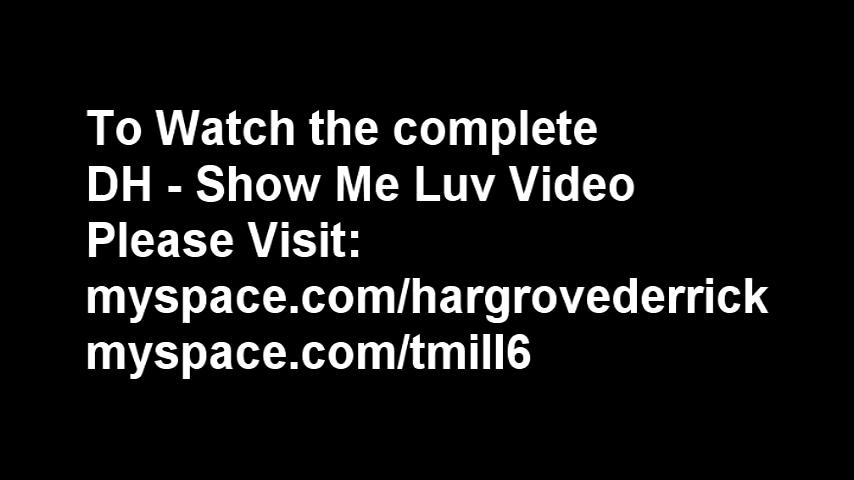 To Watch the complete
DH - Show Me Luv Video
Please Visit:
myspace.com/hargrovederrick
myspace.com/tmill6